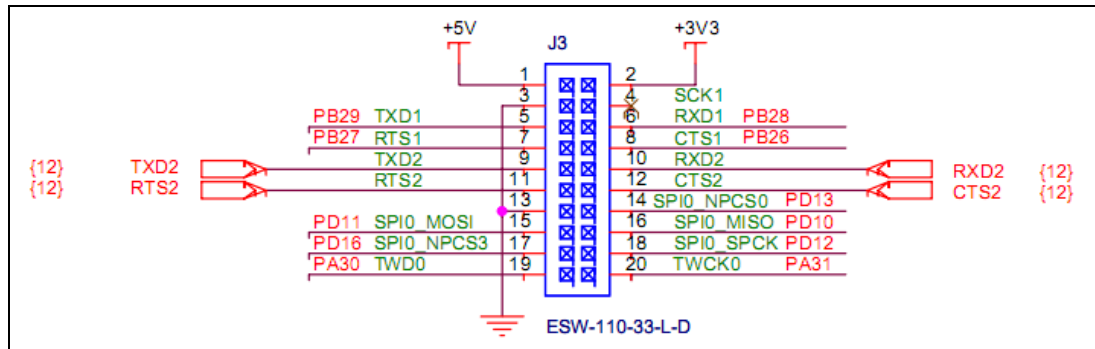 +5V J3 +3V3
1 2
3 4 SCK1
PB29 TXD1 5 6 RXD1 PB28
PB27 RTS1 7 8 CTS1 PB26
{12} TXD2 TXD2 9 10 RXD2 RXD2 {12}
{12} RTS2 RTS2 11 12 CTS2 CTS2 {12}
13 14 SPI0_NPCS0 PD13
PD11 SPI0_MOSI 15 16 SPI0_MISO PD10
PD16 SPI0_NPCS3 17 18 SPI0_SPCK PD12
PA30 TWD0 19 20 TWCK0 PA31
ESW-110-33-L-D